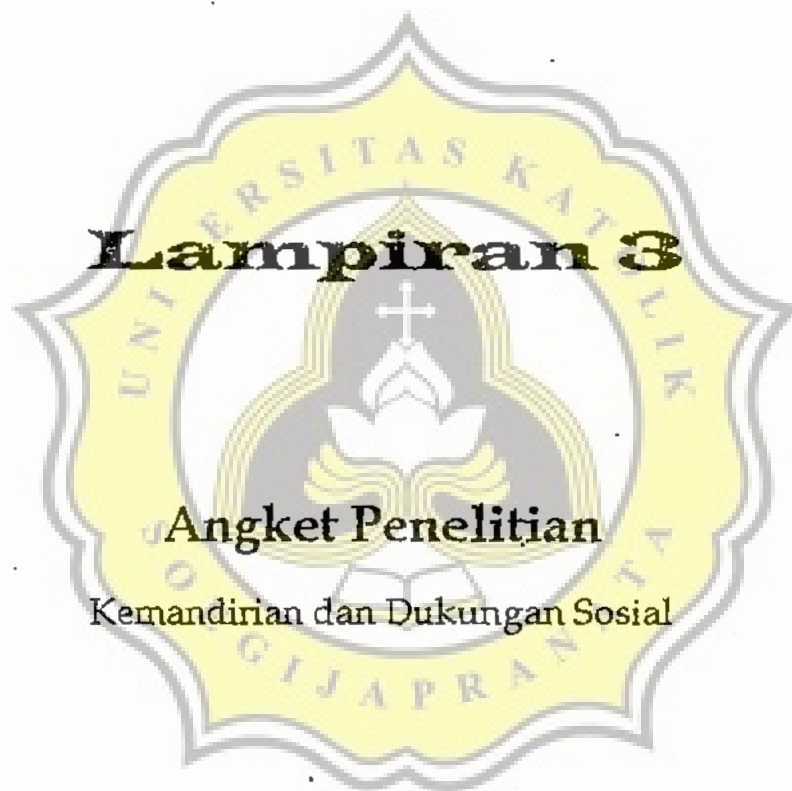 Lampiran 3
Angket Penelitian
Kemandirian dan Dukungan Sosial
UNIVERSITAS KATOLIK
SOEGIJAPRANATA